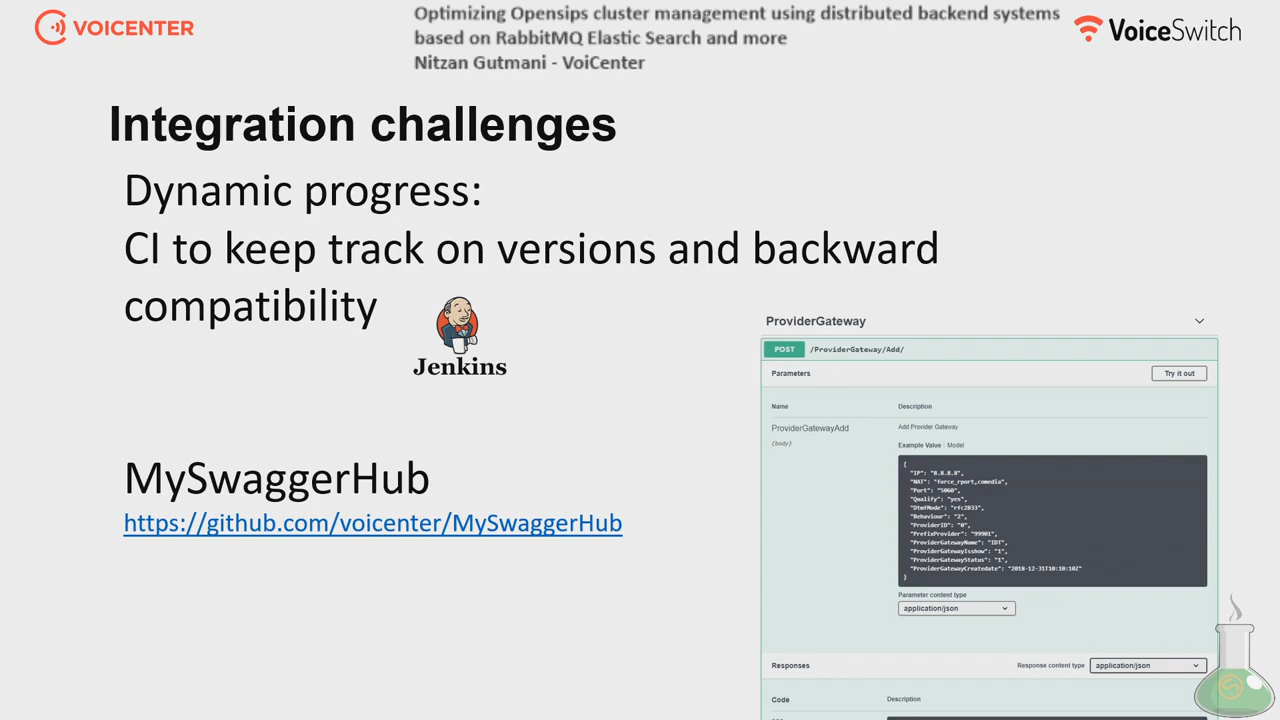 VOICENTER
Optimizing Opensips cluster management using distributed backend systems
based on RabbitMQ Elastic Search and more
Nitzan Gutmani - VoiCenter
VoiceSwitch
Integration challenges
Dynamic progress:
CI to keep track on versions and backward
compatibility
Jenkins
MySwaggerHub
https://github.com/voicenter/MySwaggerHub
ProviderGateway
POST /ProviderGateway/Add/
Parameters Try it out
Name Description
ProviderGatewayAdd Add Provider Gateway
(body)
Example Value Model
{
"IP": "8.8.8.8",
"NAT": "force_rport,comedia",
"Port": "5060",
"Qualify": "yes",
"DtmfMode": "rfc2833",
"Behaviour": "2",
"ProviderID": "0",
"PrefixProvider": "99901",
"ProviderGatewayName": "IDT",
"ProviderGatewayIsshow": "1",
"ProviderGatewayStatus": "1",
"ProviderGatewayCreatedate": "2018-12-31T10:10:10Z"
}
Parameter content type
application/json
Responses Response content type application/json
Code Description